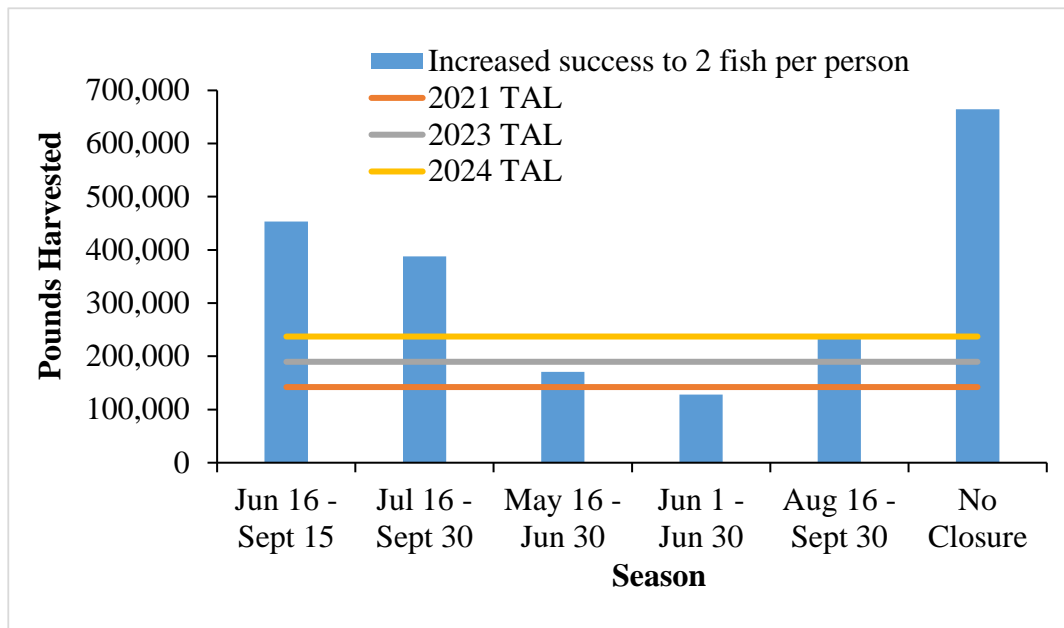 Increased success to 2 fish per person
2021 TAL
2023 TAL
2024 TAL
Pounds Harvested
700,000
600,000
500,000
400,000
300,000
200,000
100,000
0
Jun 16 -
Sept 15
Jul 16 -
Sept 30
May 16 -
Jun 30
Jun 1 -
Jun 30
Aug 16 -
Sept 30
No
Closure
Season